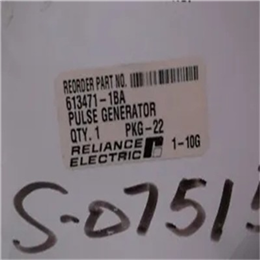 REORDER PART NO.
613471-1BA
PULSE GENERATOR
QTY. 1 PKG-22
RELIANCE
ELECTRIC 1-10G
S-0751